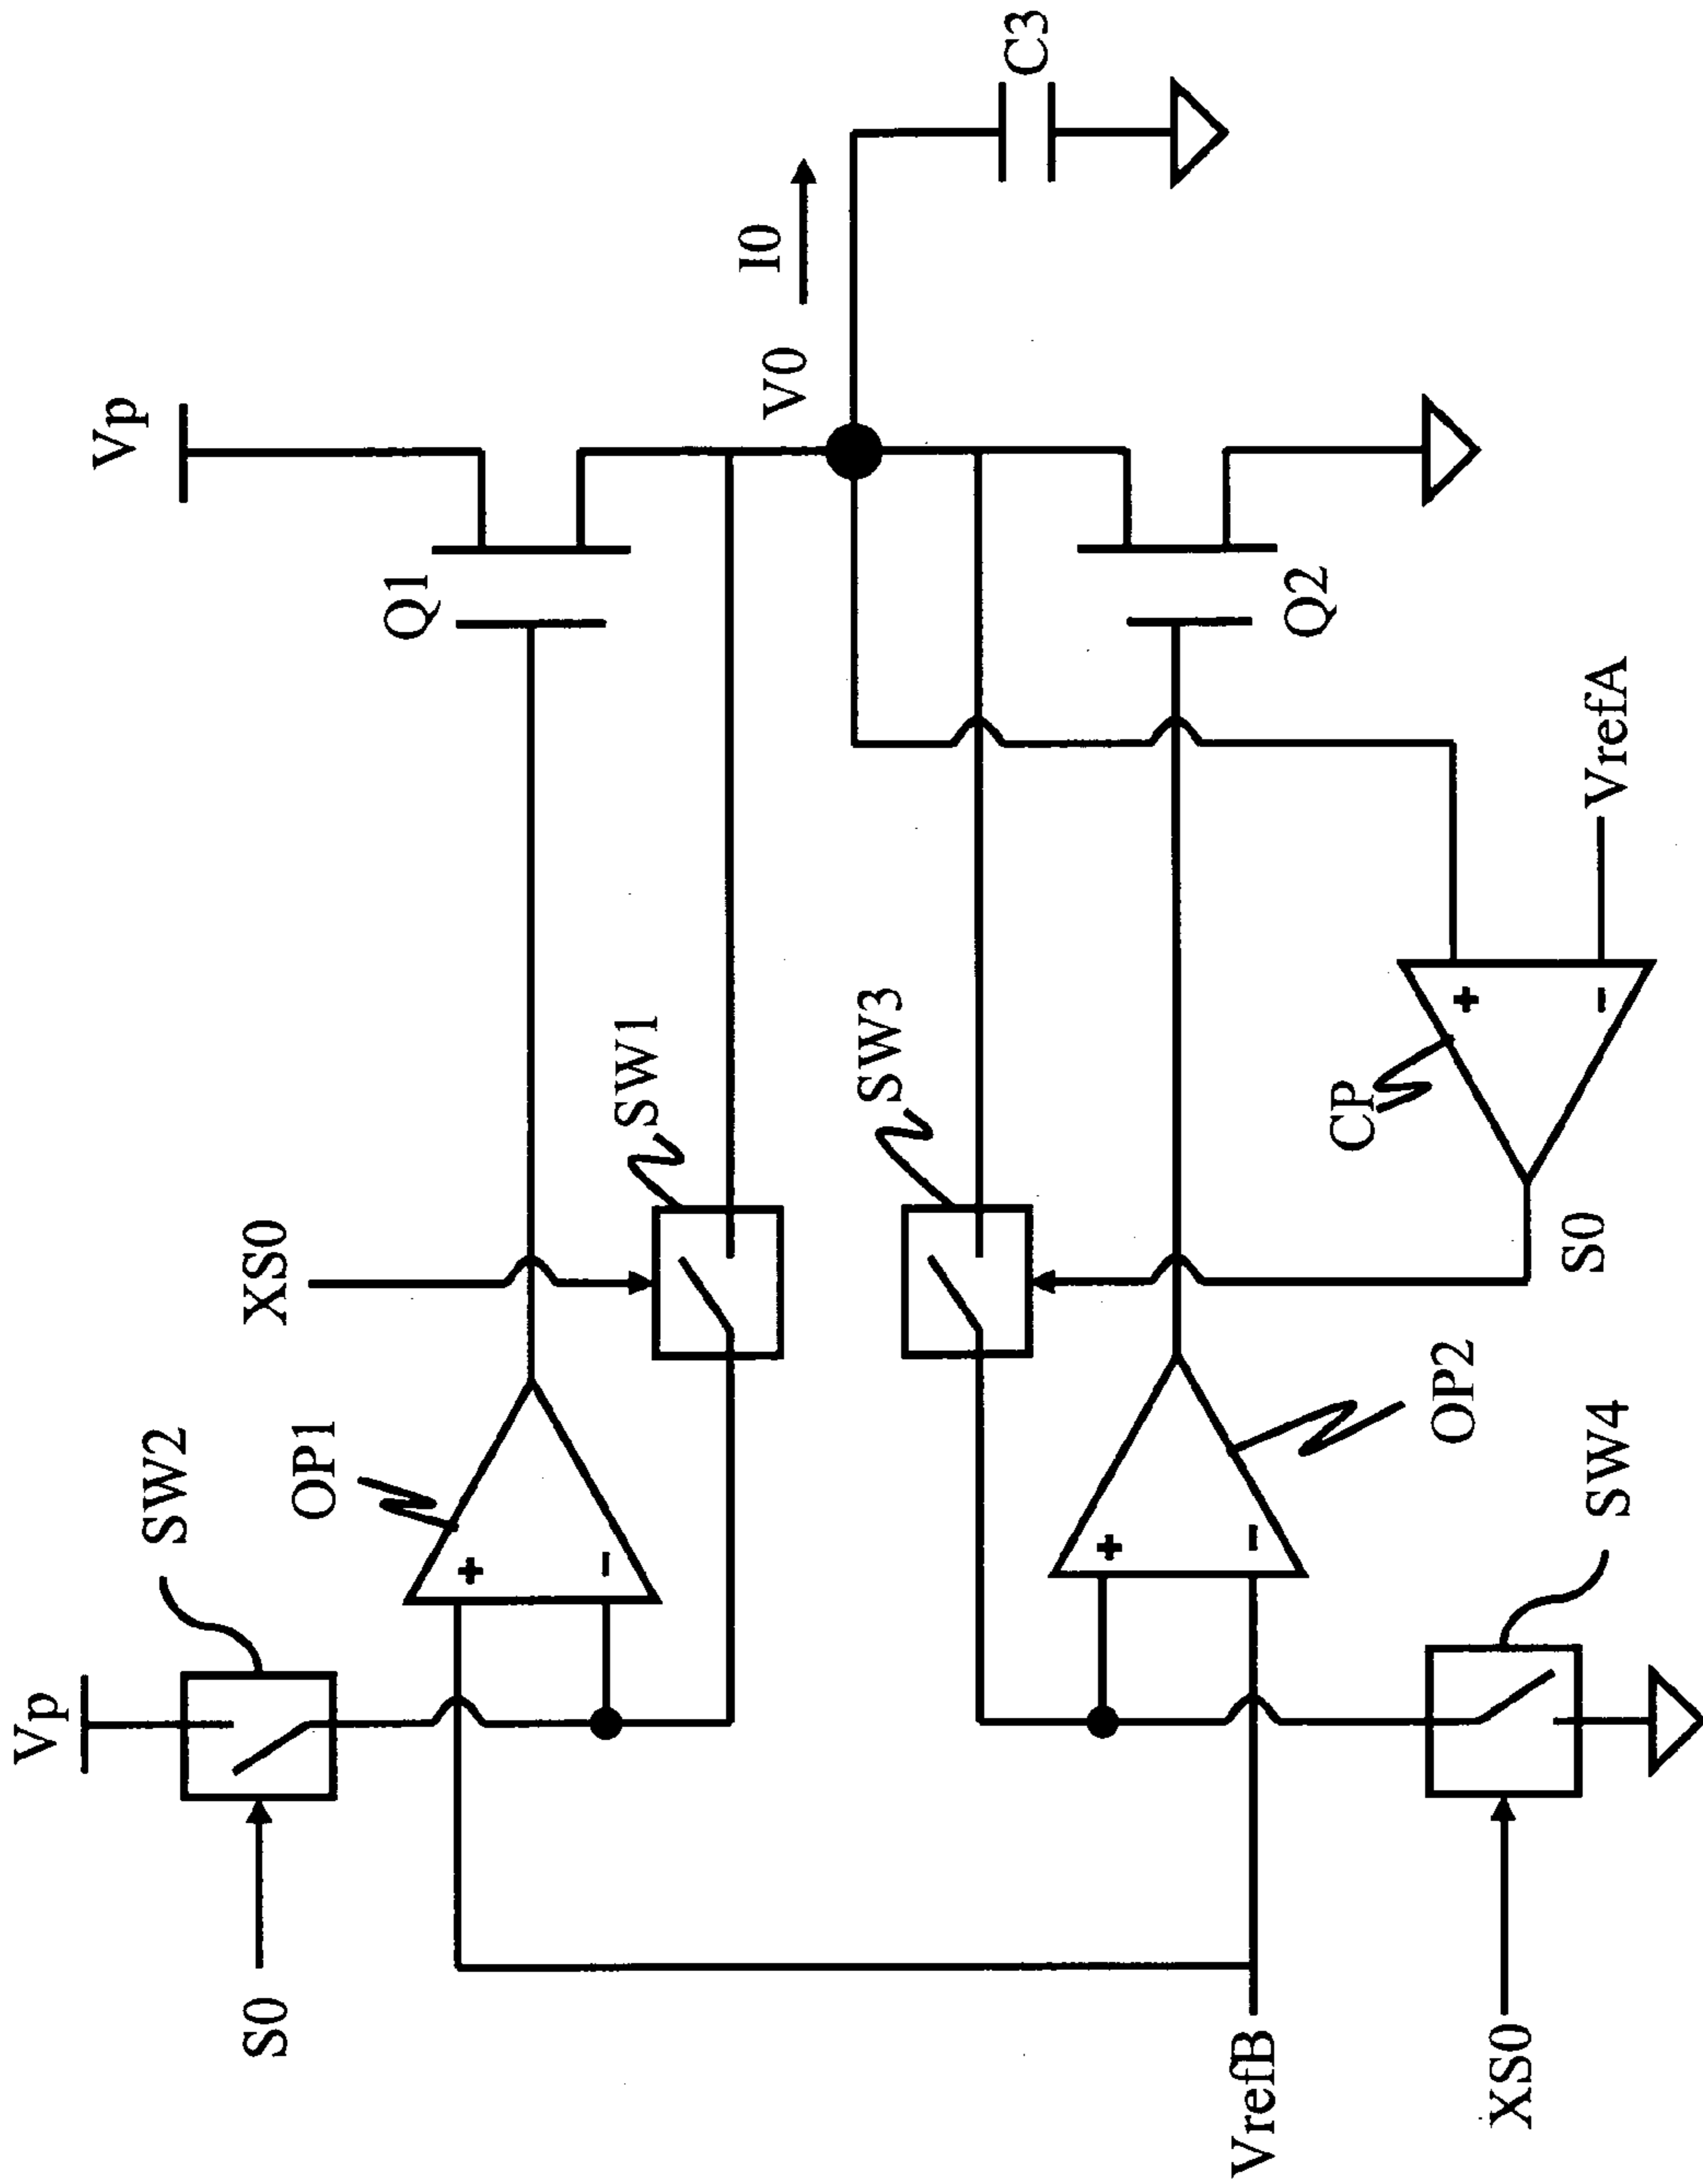 Vp
Vp
S0
SW2
XS0
OP1
Q1
SW1
V0
I0
C3
SW3
VrefB
OP2
Q2
CP
XS0
SW4
S0
VrefA
+
-
+
-
+
-